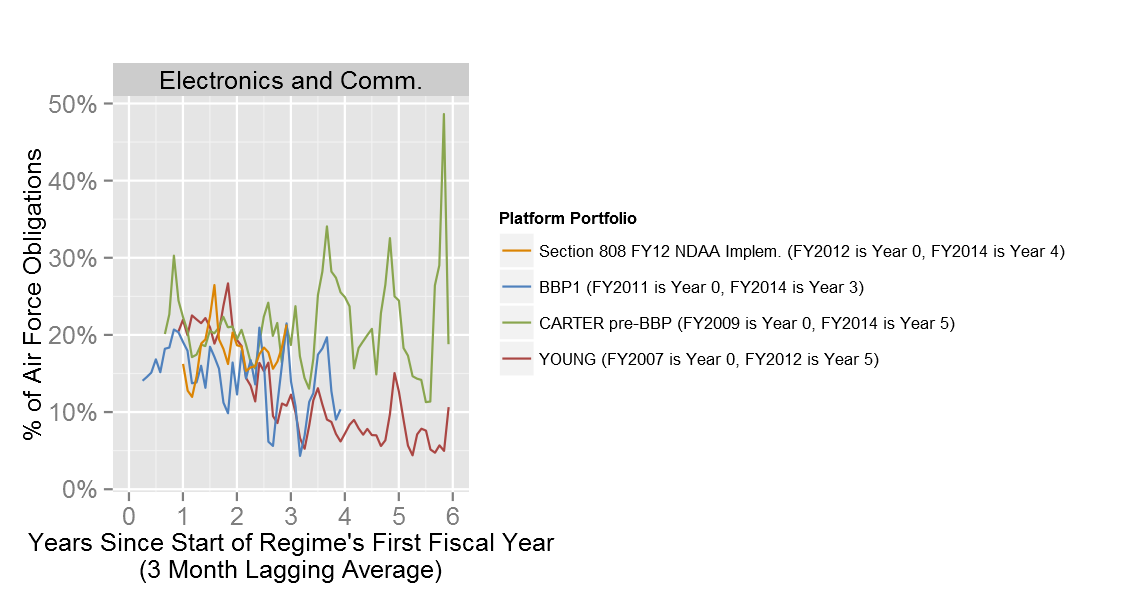 Electronics and Comm.
50%
40%
30%
20%
10%
0%
% of Air Force Obligations
0 1 2 3 4 5 6
Years Since Start of Regime's First Fiscal Year
(3 Month Lagging Average)
Platform Portfolio
Section 808 FY12 NDAA Implem. (FY2012 is Year 0, FY2014 is Year 4)
BBP1 (FY2011 is Year 0, FY2014 is Year 3)
CARTER pre-BBP (FY2009 is Year 0, FY2014 is Year 5)
YOUNG (FY2007 is Year 0, FY2012 is Year 5)